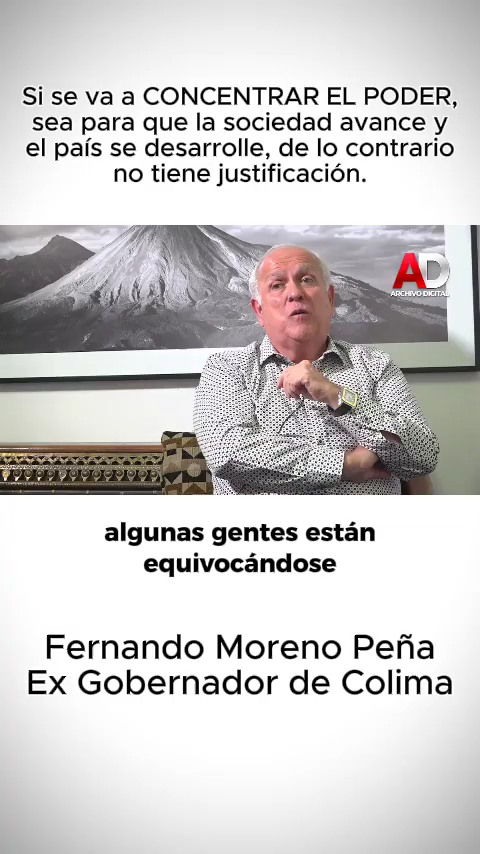 Si se va a CONCENTRAR EL PODER,
sea para que la sociedad avance y
el país se desarrolle, de lo contrario
no tiene justificación.
AD
ARCHIVO DIGITAL
algunas gentes están
equivocándose
Fernando Moreno Peña
Ex Gobernador de Colima